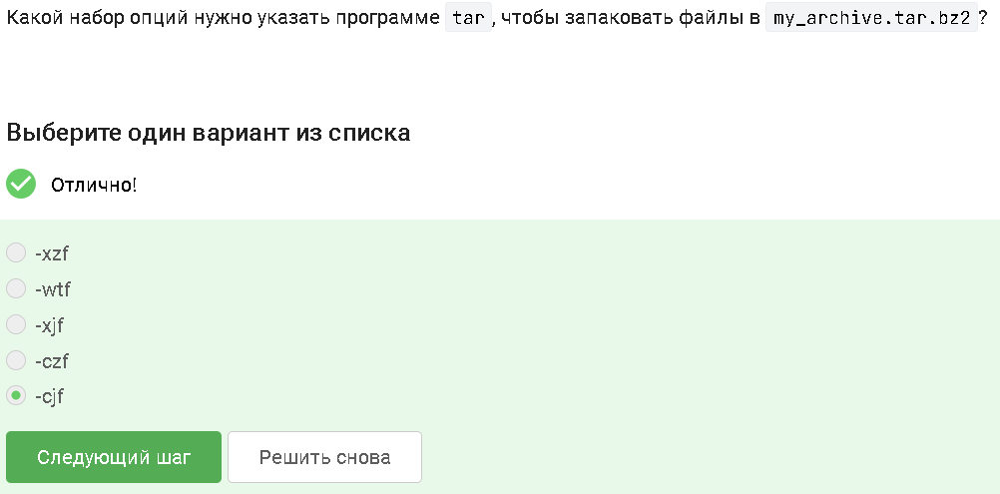 Какой набор опций нужно указать программе tar, чтобы запаковать файлы в my_archive.tar.bz2?
Выберите один вариант из списка
Отлично!
-xzf
-wtf
-xjf
-czf
-cjf
Следующий шаг
Решить снова